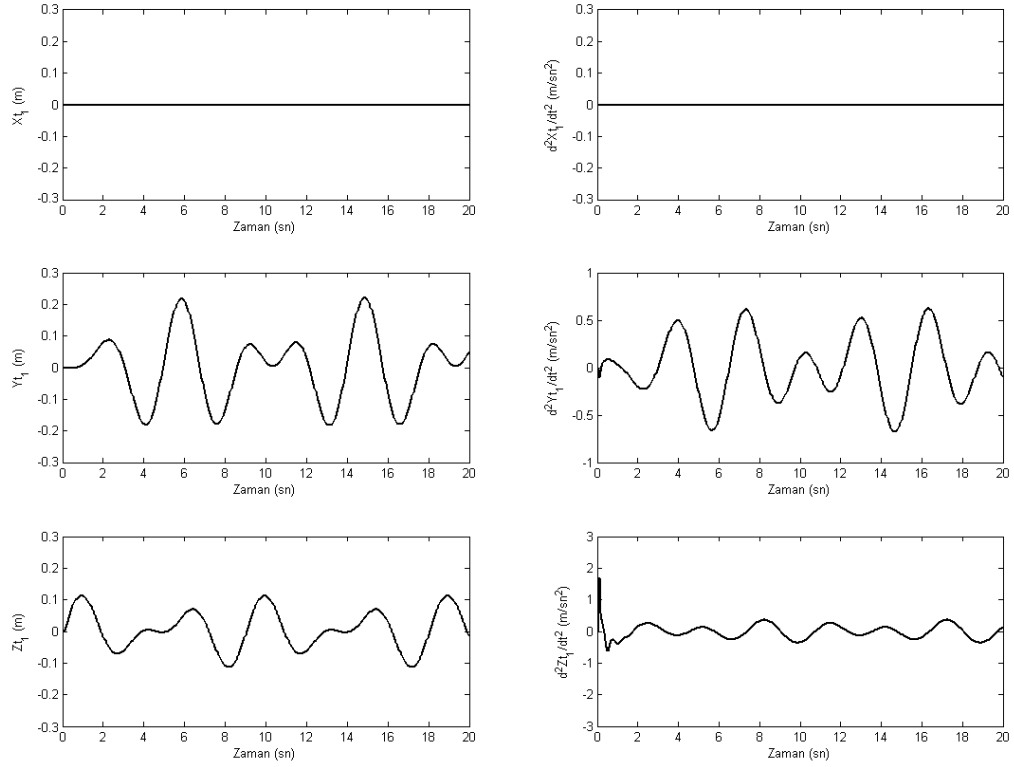 0.3
0.2
0.1
0
-0.1
-0.2
-0.3
Xt1 (m)
0 2 4 6 8 10 12 14 16 18 20
Zaman (sn)
0.3
0.2
0.1
0
-0.1
-0.2
-0.3
d2Xt1/dt2 (m/sn2)
0 2 4 6 8 10 12 14 16 18 20
Zaman (sn)
0.3
0.2
0.1
0
-0.1
-0.2
-0.3
Yt1 (m)
0 2 4 6 8 10 12 14 16 18 20
Zaman (sn)
1
0.5
0
-0.5
-1
d2Yt1/dt2 (m/sn2)
0 2 4 6 8 10 12 14 16 18 20
Zaman (sn)
0.3
0.2
0.1
0
-0.1
-0.2
-0.3
Zt1 (m)
0 2 4 6 8 10 12 14 16 18 20
Zaman (sn)
3
2
1
0
-1
-2
-3
d2Zt1/dt2 (m/sn2)
0 2 4 6 8 10 12 14 16 18 20
Zaman (sn)